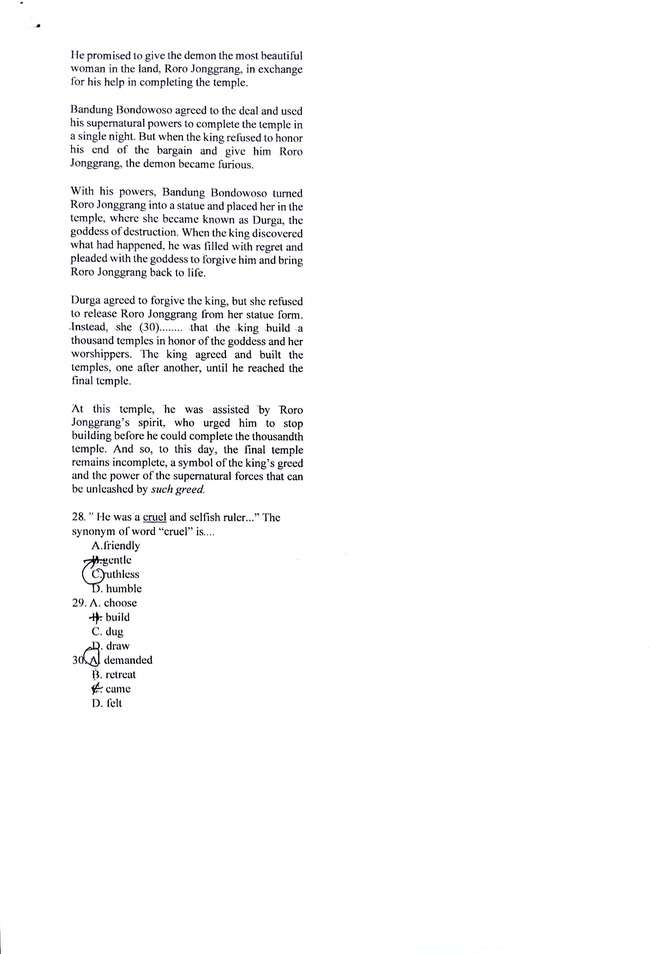 He promised to give the demon the most beautiful
woman in the land, Roro Jonggrang, in exchange
for his help in completing the temple.
Bandung Bondowoso agreed to the deal and used
his supernatural powers to complete the temple in
a single night. But when the king refused to honor
his end of the bargain and give him Roro
Jonggrang, the demon became furious.
With his powers, Bandung Bondowoso turned
Roro Jonggrang into a statue and placed her in the
temple, where she became known as Durga, the
goddess of destruction. When the king discovered
what had happened, he was filled with regret and
pleaded with the goddess to forgive him and bring
Roro Jonggrang back to life.
Durga agreed to forgive the king, but she refused
to release Roro Jonggrang from her statue form.
Instead, she (30)........ that the king build a
thousand temples in honor of the goddess and her
worshippers. The king agreed and built the
temples, one after another, until he reached the
final temple.
At this temple, he was assisted by Roro
Jonggrang's spirit, who urged him to stop
building before he could complete the thousandth
temple. And so, to this day, the final temple
remains incomplete, a symbol of the king's greed
and the power of the supernatural forces that can
be unleashed by such greed.
28. " He was a cruel and selfish ruler..." The
synonym of word "cruel" is....
A.friendly
B.gentle
C.ruthless
D. humble
29. A. choose
B. build
C. dug
D. draw
30. A. demanded
B. retreat
C. came
D. felt